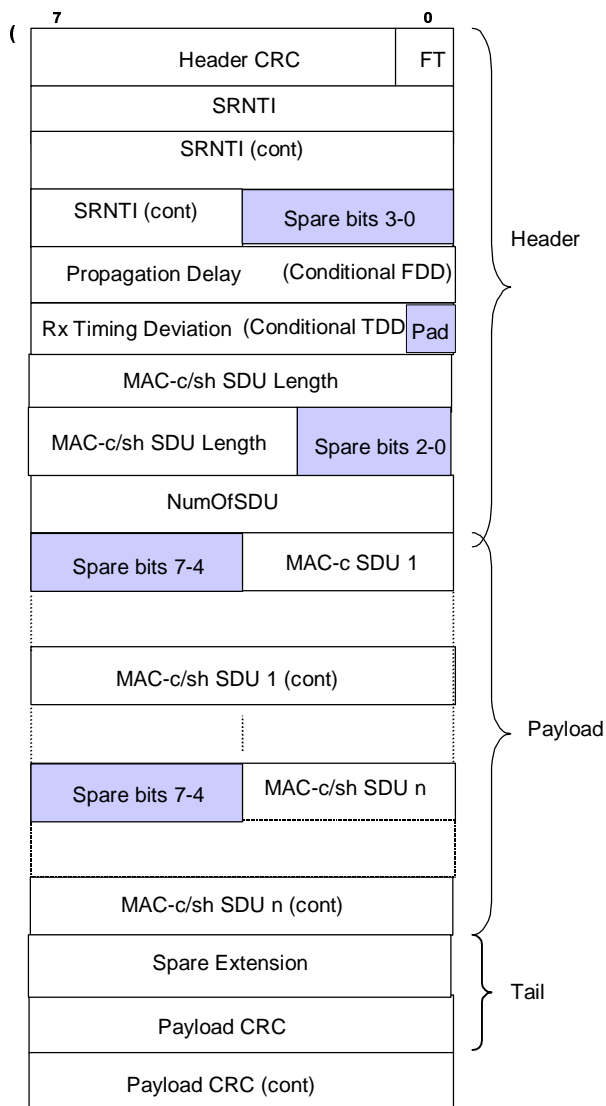 ( 7 0
Header CRC FT
SRNTI
SRNTI (cont)
SRNTI (cont) Spare bits 3-0
Header
Propagation Delay (Conditional FDD)
Rx Timing Deviation (Conditional TDD Pad
MAC-c/sh SDU Length
MAC-c/sh SDU Length Spare bits 2-0
NumOfSDU
Spare bits 7-4 MAC-c SDU 1
MAC-c/sh SDU 1 (cont)
Payload
Spare bits 7-4 MAC-c/sh SDU n
MAC-c/sh SDU n (cont)
Spare Extension
Tail
Payload CRC
Payload CRC (cont)